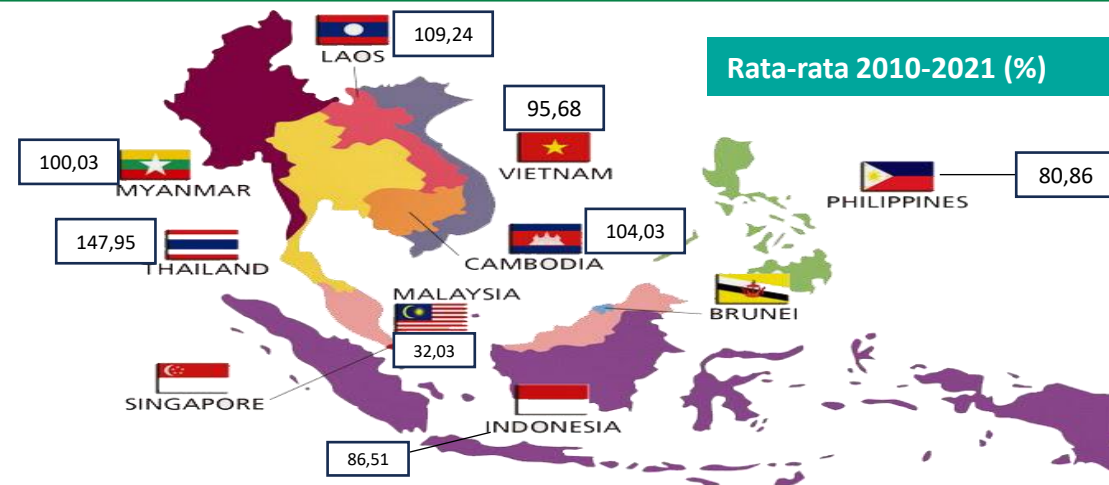 109,24
LAOS
Rata-rata 2010-2021 (%)
95,68
100,03
MYANMAR
VIETNAM
80,86
PHILIPPINES
147,95
THAILAND
104,03
CAMBODIA
MALAYSIA
BRUNEI
32,03
SINGAPORE
INDONESIA
86,51